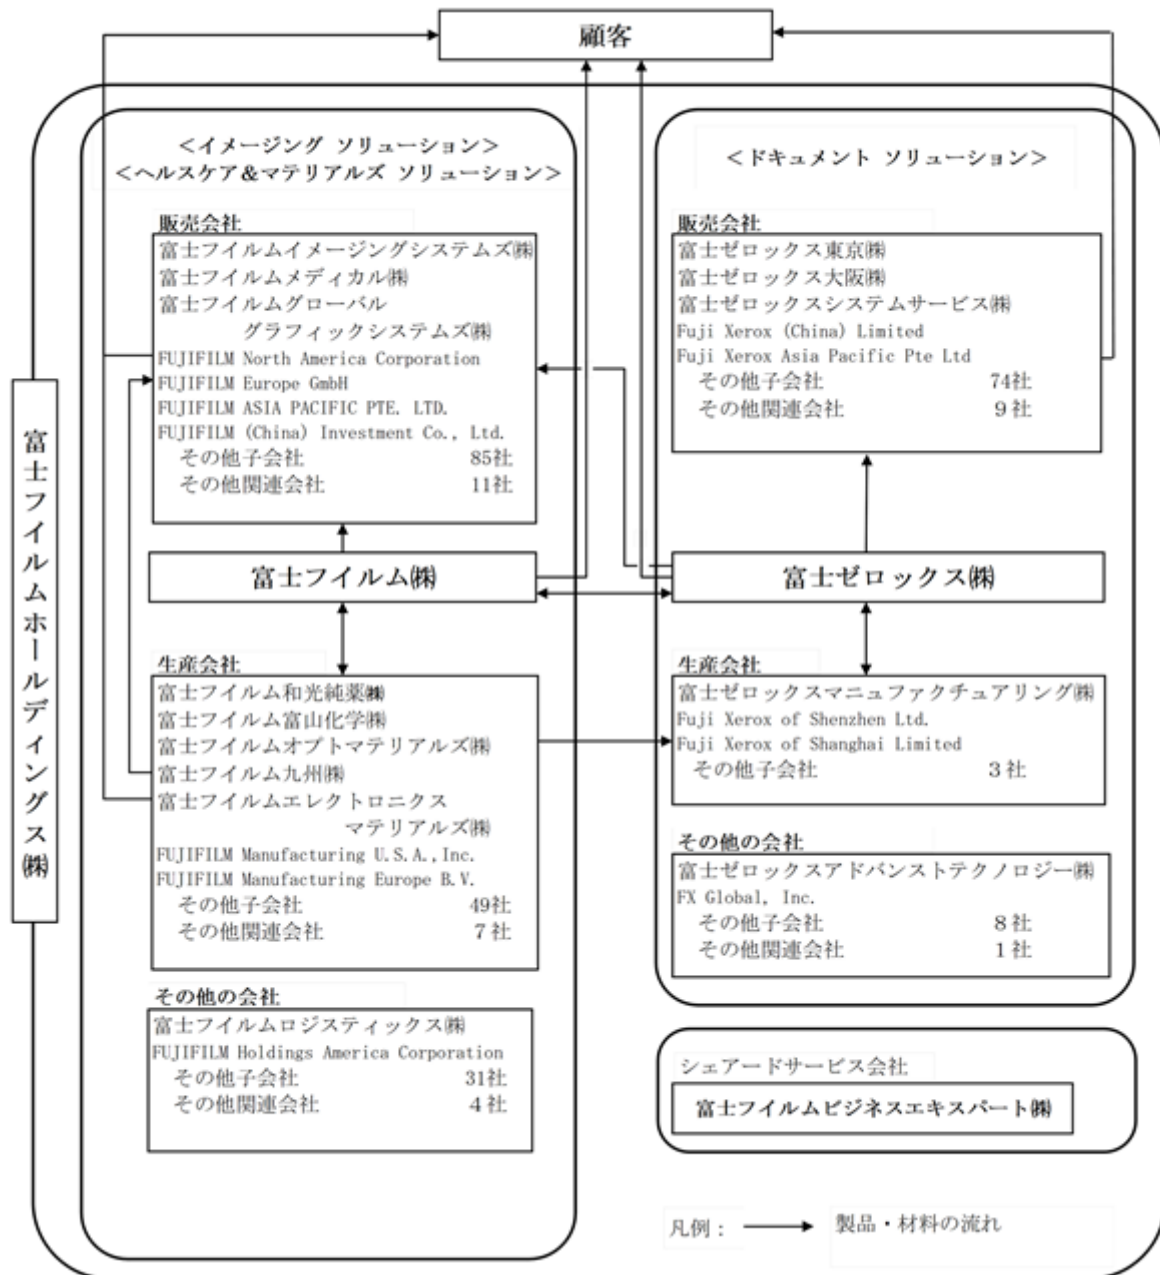 顧客
富士フイルムホールディングス㈱
＜イメージング ソリューション＞
＜ヘルスケア＆マテリアルズ ソリューション＞
販売会社
富士フイルムイメージングシステムズ㈱
富士フイルムメディカル㈱
富士フイルムグローバル
グラフィックシステムズ㈱
FUJIFILM North America Corporation
FUJIFILM Europe GmbH
FUJIFILM ASIA PACIFIC PTE. LTD.
FUJIFILM (China) Investment Co., Ltd.
その他子会社 85社
その他関連会社 11社
富士フイルム㈱
生産会社
富士フイルム和光純薬㈱
富士フイルム富山化学㈱
富士フイルムオプトマテリアルズ㈱
富士フイルム九州㈱
富士フイルムエレクトロニクス
マテリアルズ㈱
FUJIFILM Manufacturing U.S.A.,Inc.
FUJIFILM Manufacturing Europe B.V.
その他子会社 49社
その他関連会社 ７社
その他の会社
富士フイルムロジスティックス㈱
FUJIFILM Holdings America Corporation
その他子会社 31社
その他関連会社 ４社
＜ドキュメント ソリューション＞
販売会社
富士ゼロックス東京㈱
富士ゼロックス大阪㈱
富士ゼロックスシステムサービス㈱
Fuji Xerox (China) Limited
Fuji Xerox Asia Pacific Pte Ltd
その他子会社 74社
その他関連会社 ９社
富士ゼロックス㈱
生産会社
富士ゼロックスマニュファクチュアリング㈱
Fuji Xerox of Shenzhen Ltd.
Fuji Xerox of Shanghai Limited
その他子会社 ３社
その他の会社
富士ゼロックスアドバンストテクノロジー㈱
FX Global, Inc.
その他子会社 ８社
その他関連会社 １社
シェアードサービス会社
富士フイルムビジネスエキスパート㈱
凡例： 製品・材料の流れ